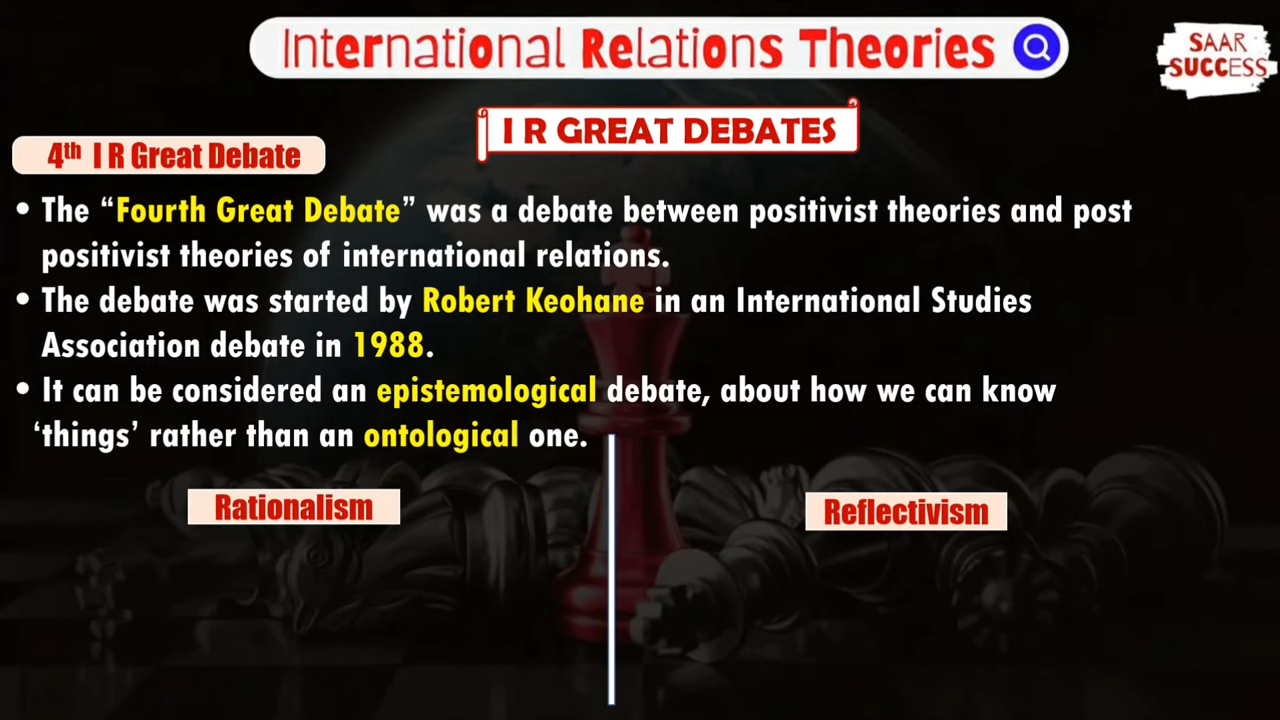 International Relations Theories
SAAR
SUCCESS
I R GREAT DEBATES
4th I R Great Debate
• The “Fourth Great Debate” was a debate between positivist theories and post
positivist theories of international relations.
• The debate was started by Robert Keohane in an International Studies
Association debate in 1988.
• It can be considered an epistemological debate, about how we can know
‘things’ rather than an ontological one.
Rationalism
Reflectivism